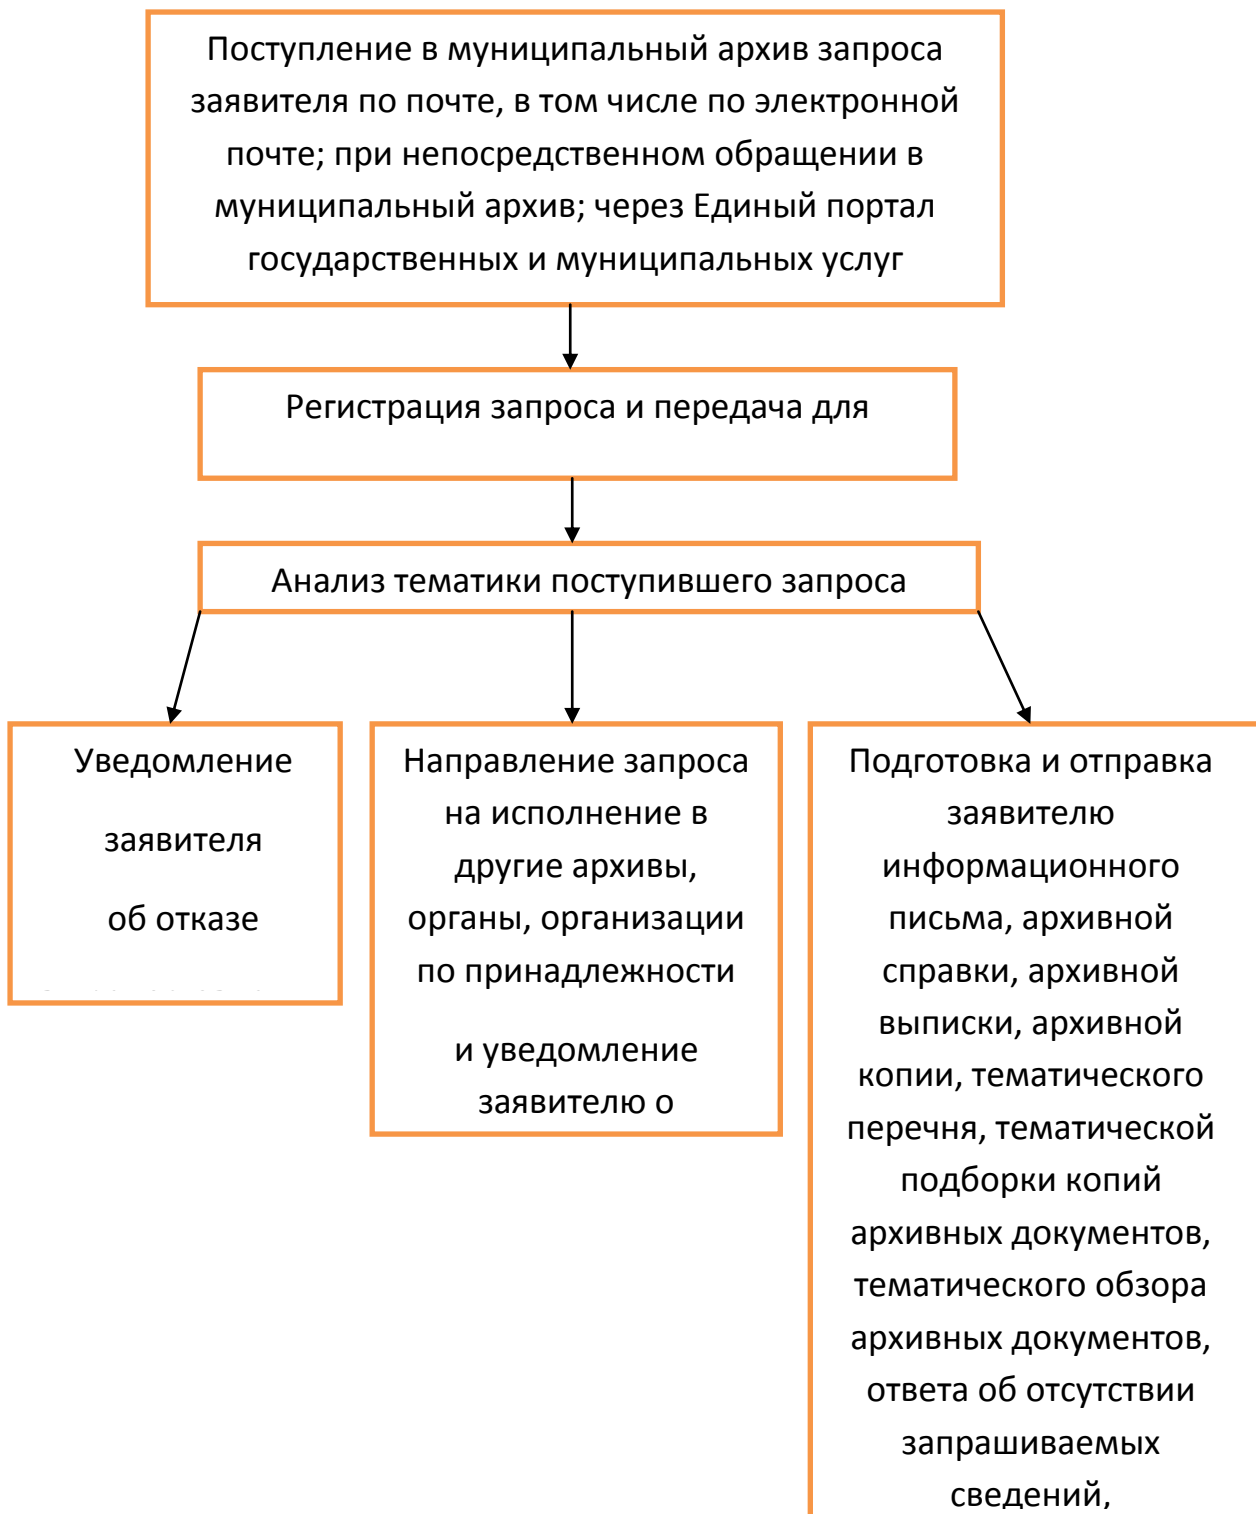 Поступление в муниципальный архив запроса
заявителя по почте, в том числе по электронной
почте; при непосредственном обращении в
муниципальный архив; через Единый портал
государственных и муниципальных услуг
Регистрация запроса и передача для
Анализ тематики поступившего запроса
Уведомление
заявителя
об отказе
Направление запроса
на исполнение в
другие архивы,
органы, организации
по принадлежности
и уведомление
заявителю о
Подготовка и отправка
заявителю
информационного
письма, архивной
справки, архивной
выписки, архивной
копии, тематического
перечня, тематической
подборки копий
архивных документов,
тематического обзора
архивных документов,
ответа об отсутствии
запрашиваемых
сведений,